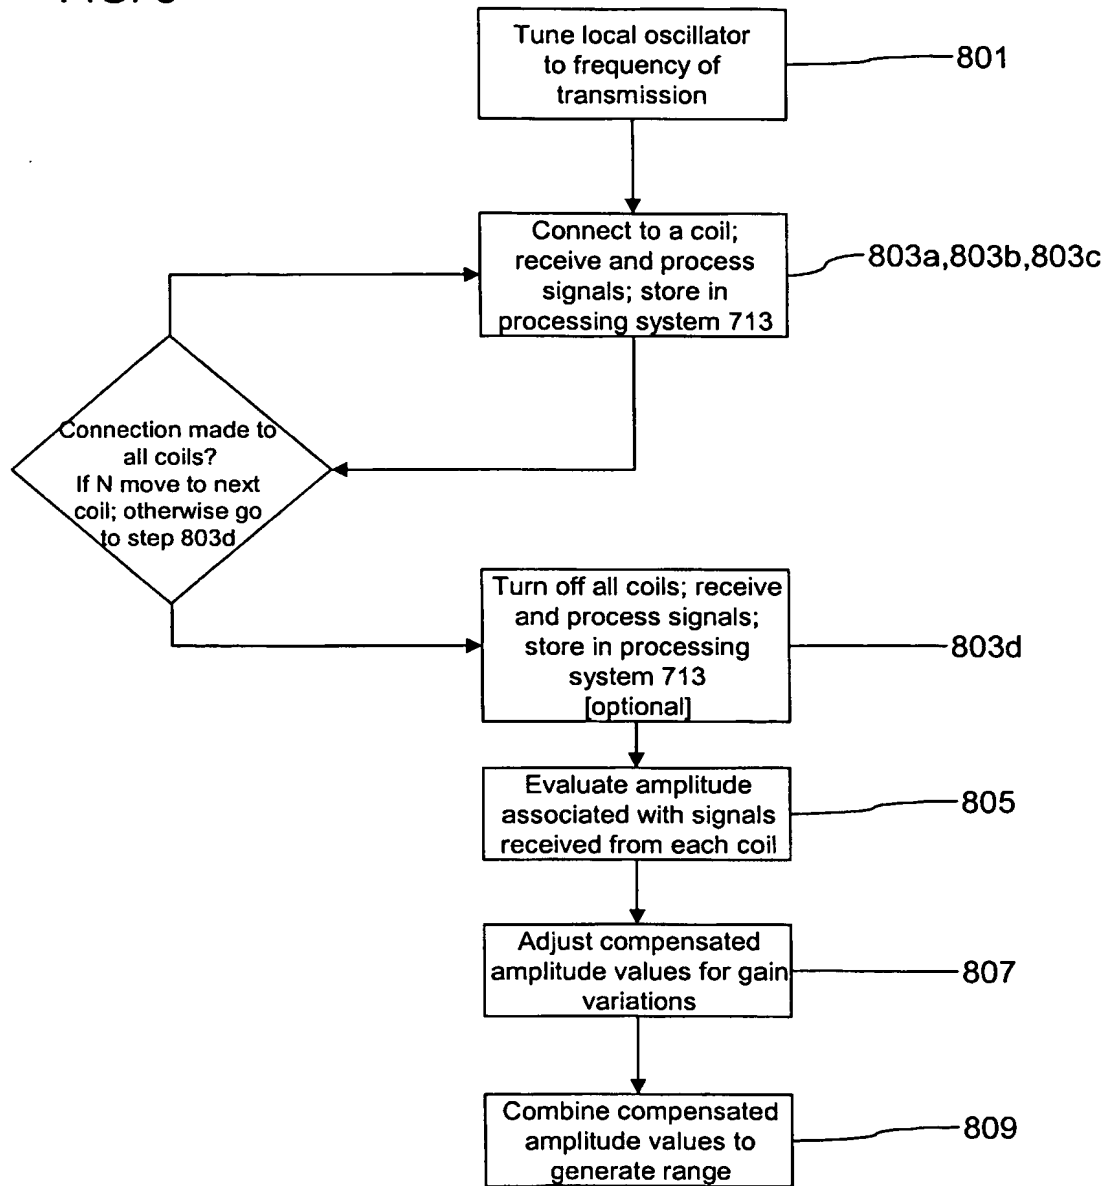 Tune local oscillator
to frequency of
transmission
801
Connect to a coil;
receive and process
signals; store in
processing system 713
803a,803b,803c
Connection made to
all coils?
If N move to next
coil; otherwise go
to step 803d
Turn off all coils; receive
and process signals;
store in processing
system 713
[optional]
803d
Evaluate amplitude
associated with signals
received from each coil
805
Adjust compensated
amplitude values for gain
variations
807
Combine compensated
amplitude values to
generate range
809